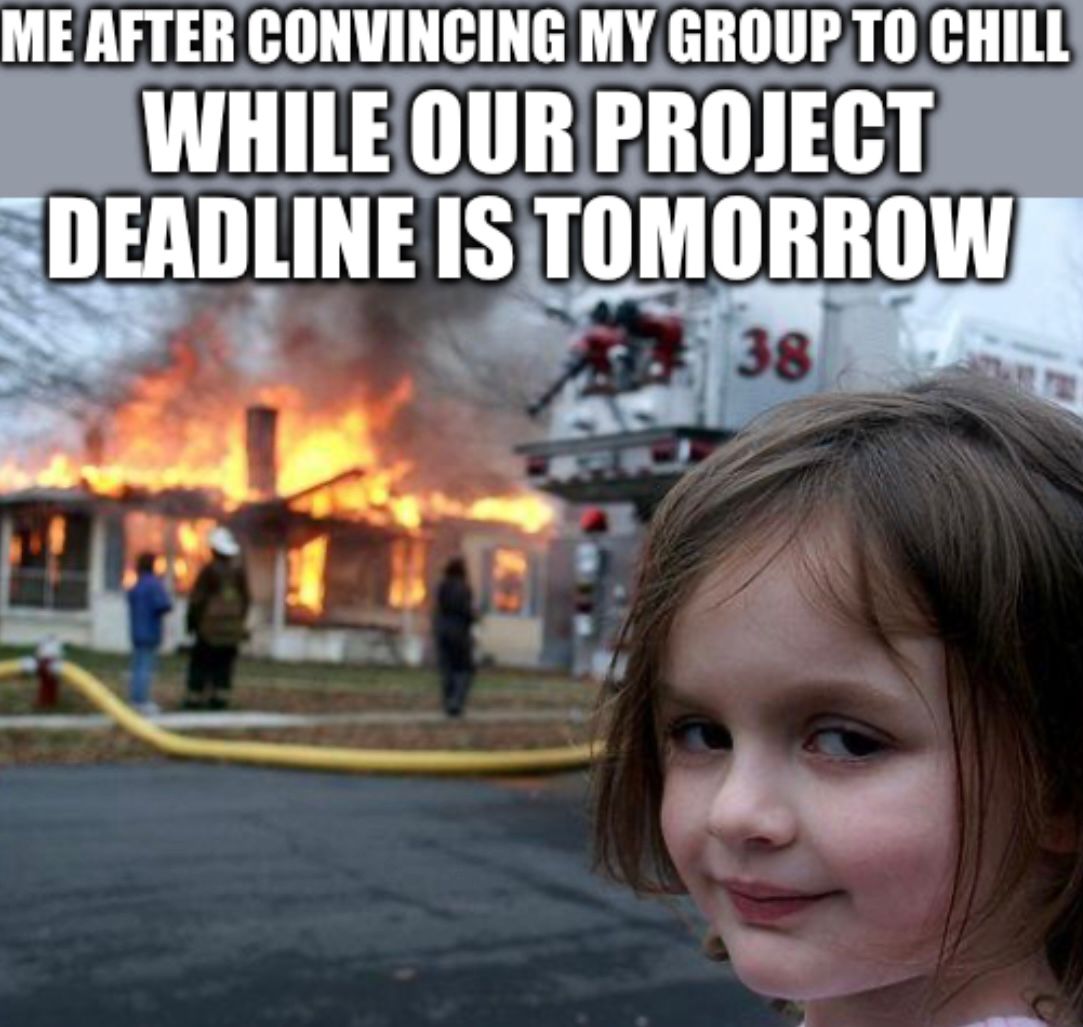 ME AFTER CONVINCING MY GROUP TO CHILL
WHILE OUR PROJECT
DEADLINE IS TOMORROW
38